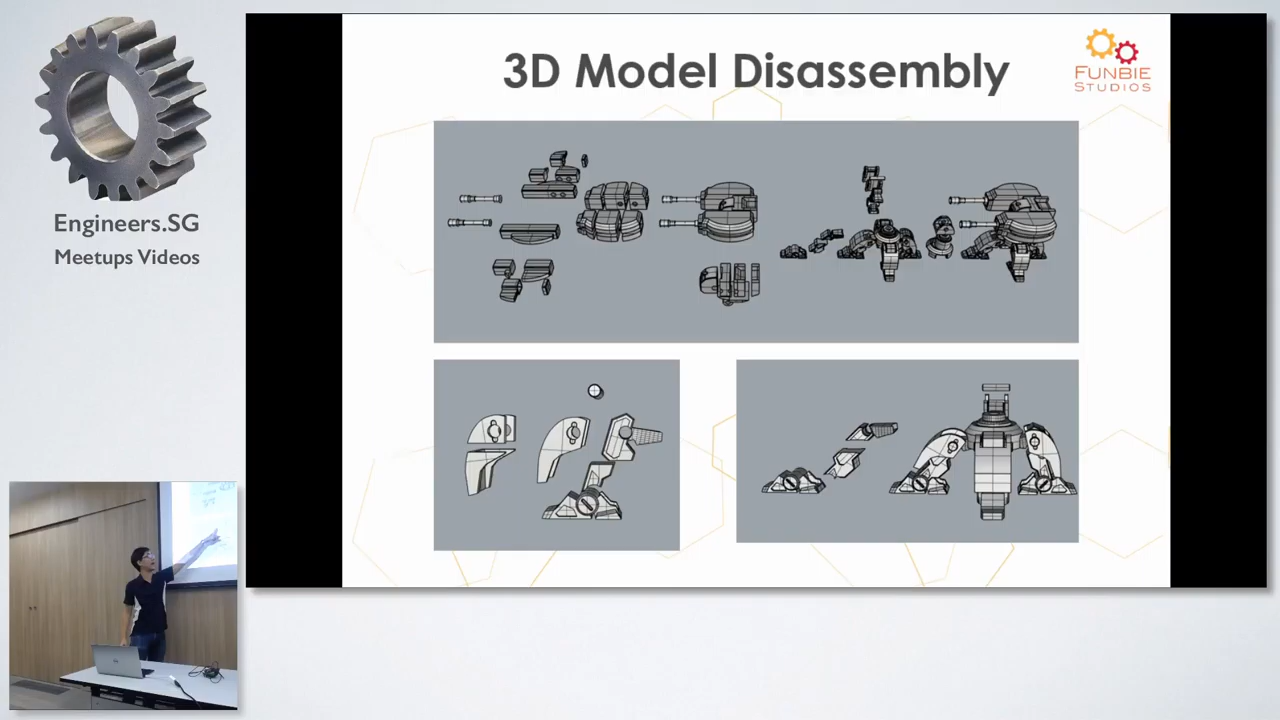 3D Model Disassembly
FUNBIE
STUDIOS
Engineers.SG
Meetups Videos